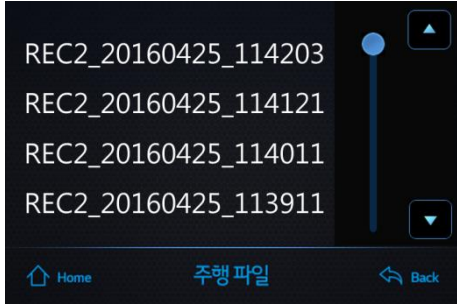 REC2_20160425_114203
REC2_20160425_114121
REC2_20160425_114011
REC2_20160425_113911
Home 주행 파일 Back